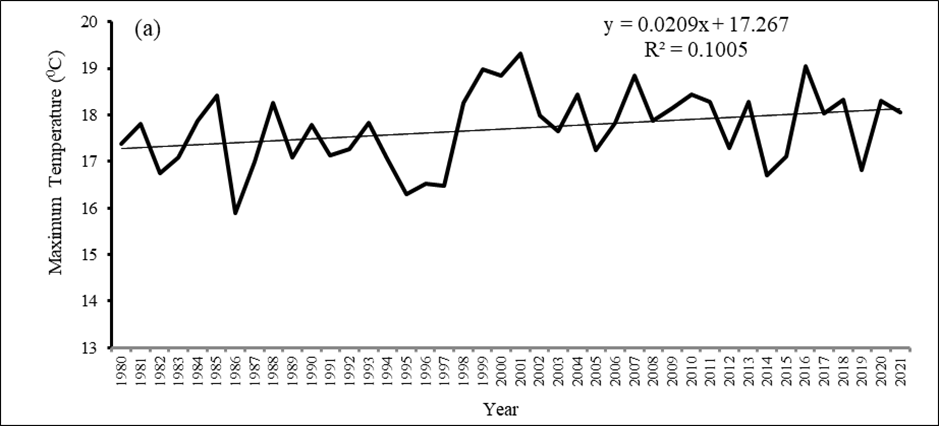 (a)
y = 0.0209x + 17.267
R² = 0.1005
Maximum Temperature (⁰C)
20
19
18
17
16
15
14
13
1980 1981 1982 1983 1984 1985 1986 1987 1988 1989 1990 1991 1992 1993 1994 1995 1996 1997 1998 1999 2000 2001 2002 2003 2004 2005 2006 2007 2008 2009 2010 2011 2012 2013 2014 2015 2016 2017 2018 2019 2020 2021
Year